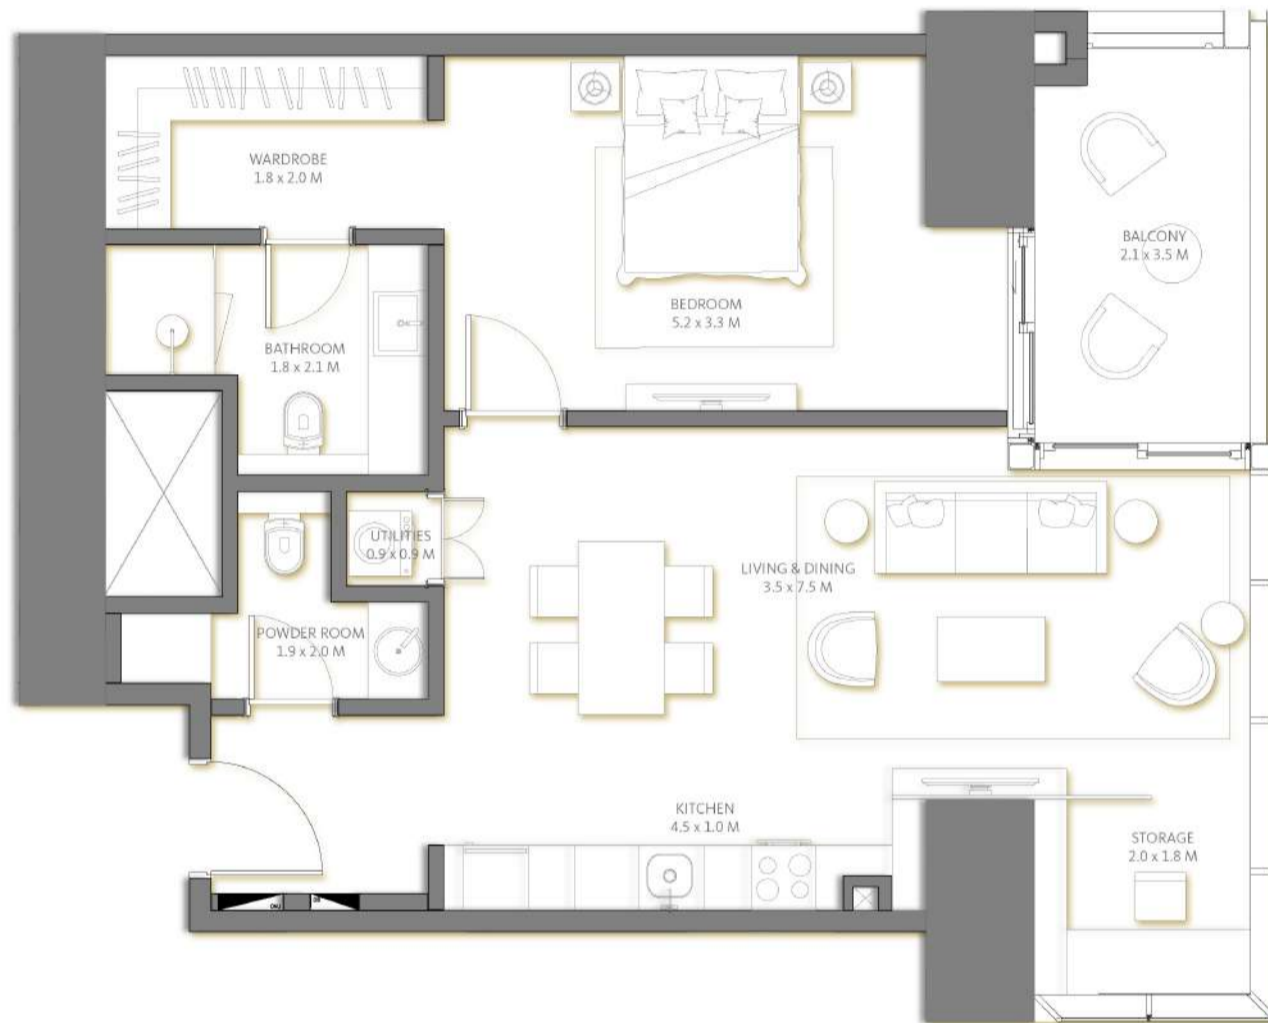 WARDROBE
1.8 x 2.0 M
BALCONY
2.1 x 3.5 M
BEDROOM
5.2 x 3.3 M
BATHROOM
1.8 x 2.1 M
UTILITIES
0.9 x 0.9 M
LIVING & DINING
3.5 x 7.5 M
POWDER ROOM
1.9 x 2.0 M
KITCHEN
4.5 x 1.0 M
STORAGE
2.0 x 1.8 M